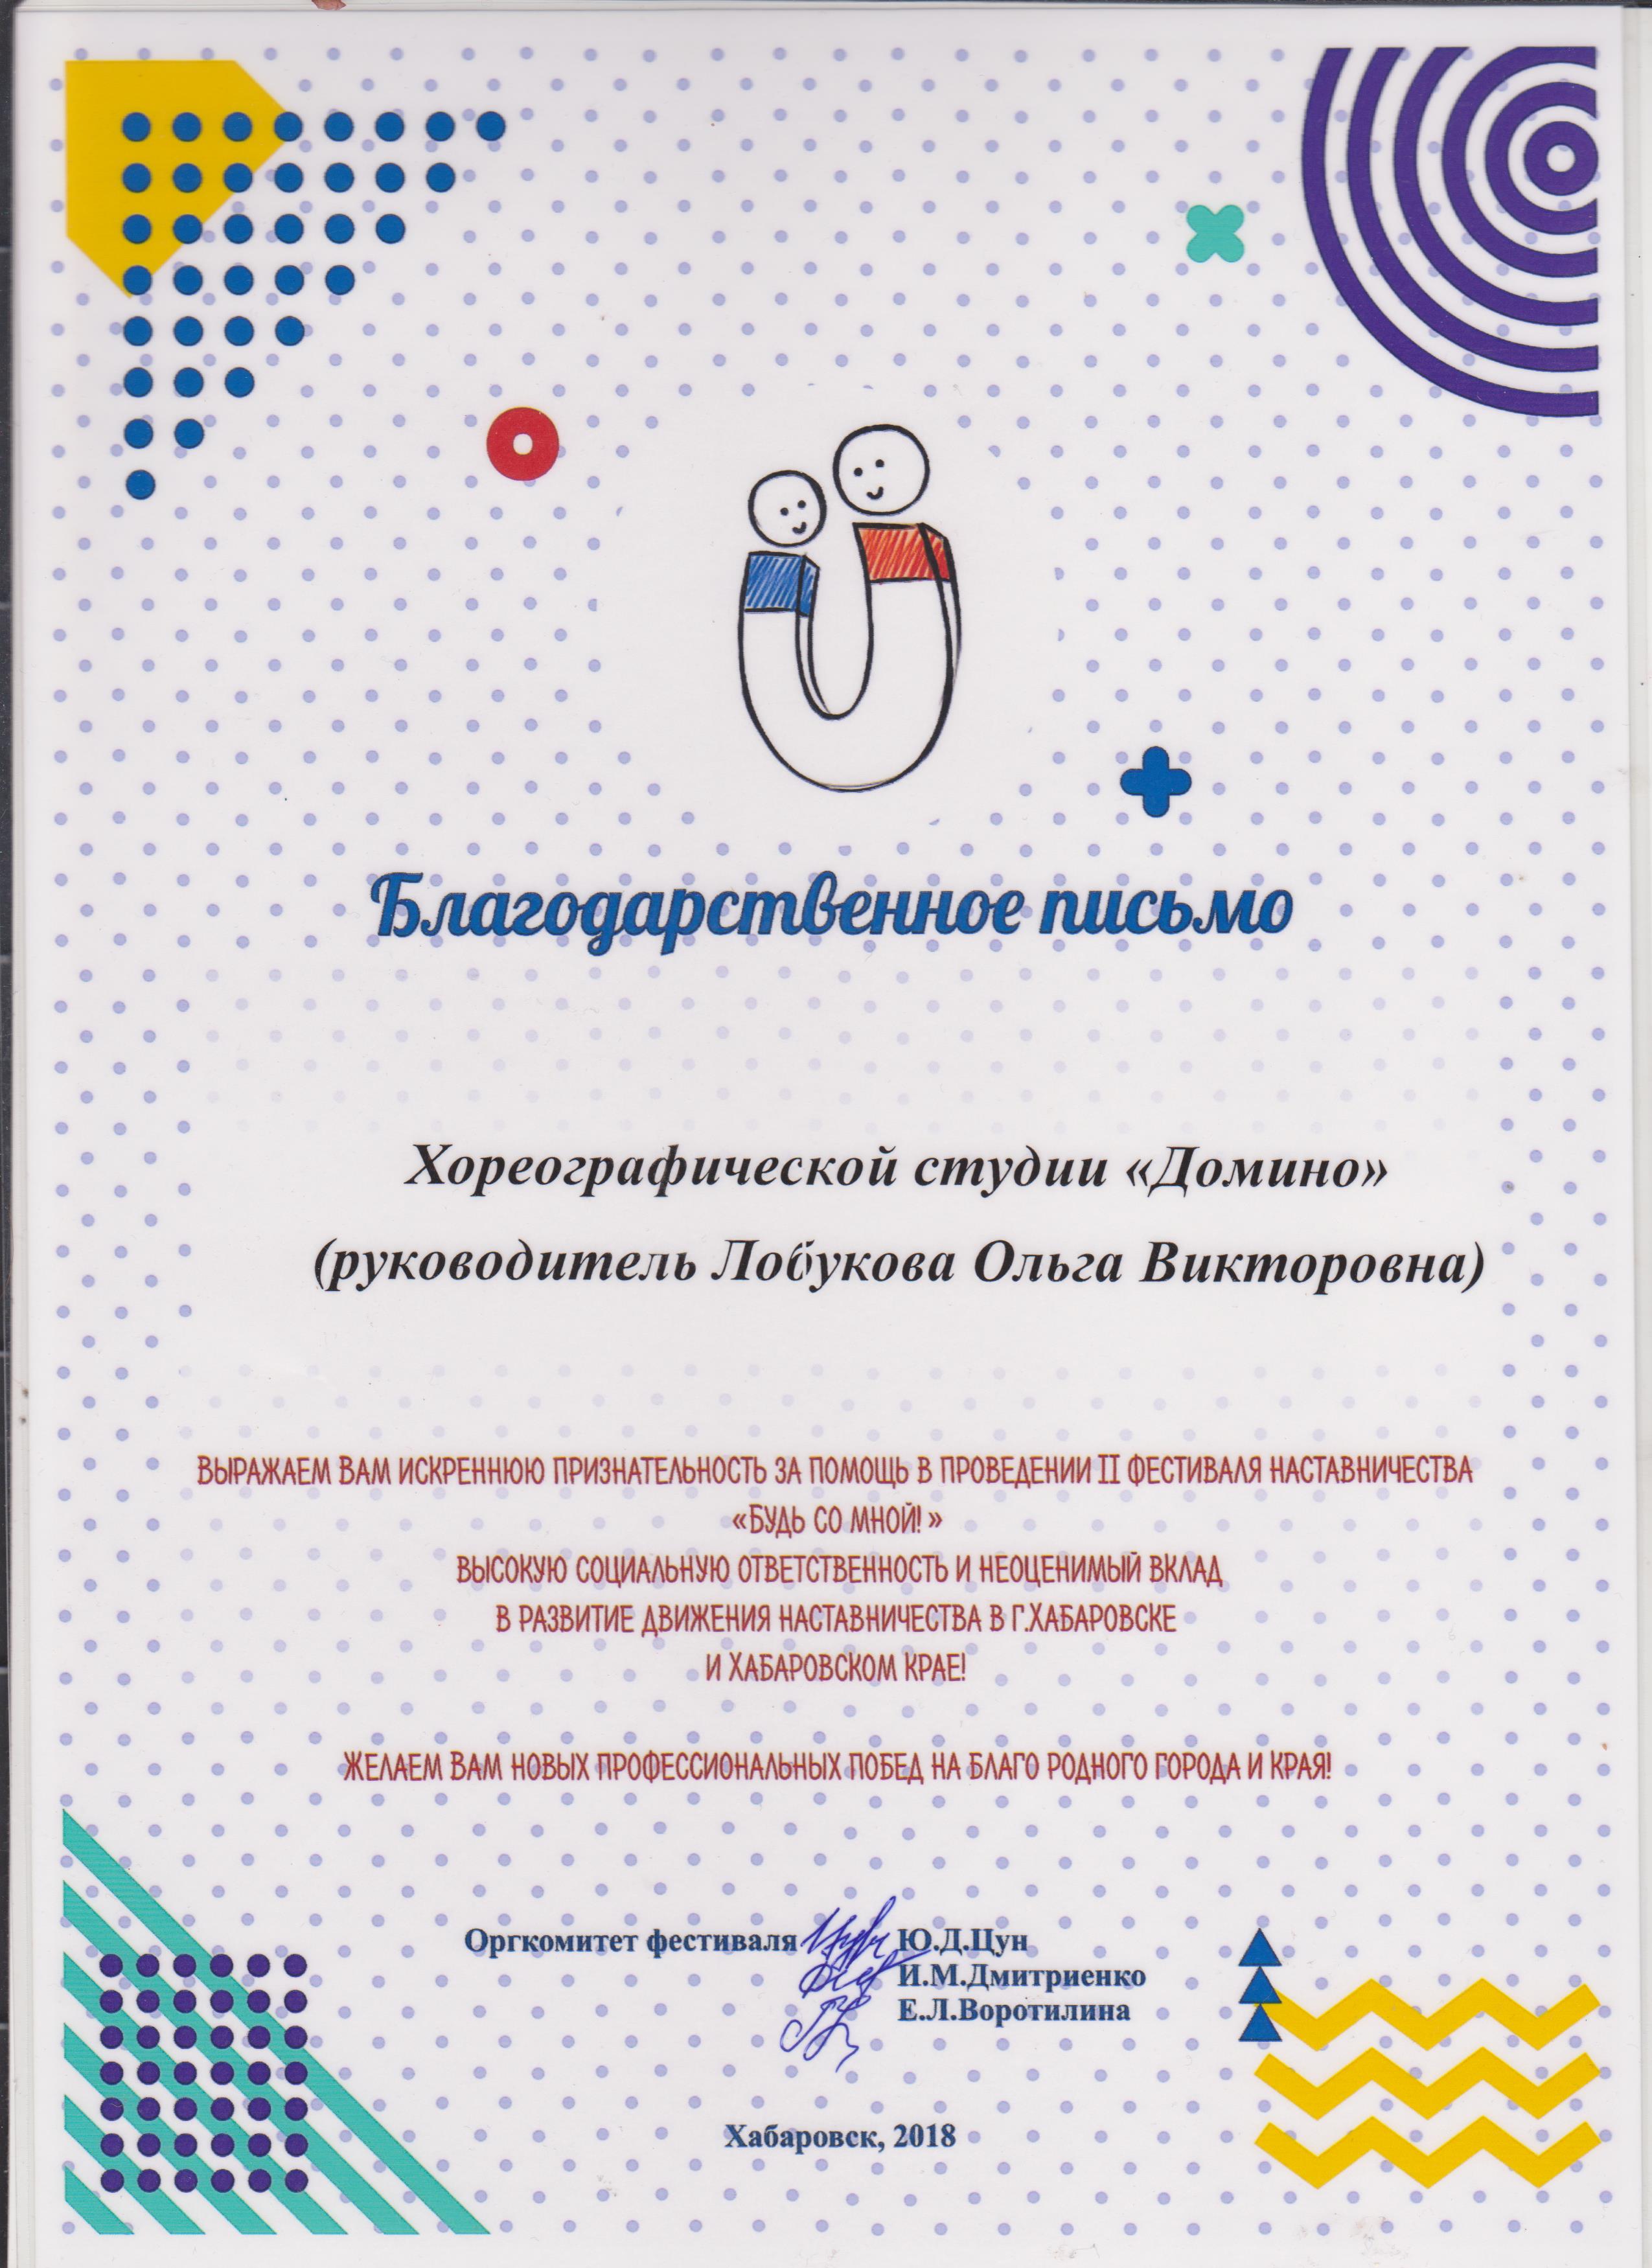 Благодарственное письмо
Хореографической студии «Домино»
(руководитель Лобукова Ольга Викторовна)
ВЫРАЖАЕМ ВАМ ИСКРЕННЮЮ ПРИЗНАТЕЛЬНОСТЬ ЗА ПОМОЩЬ В ПРОВЕДЕНИИ II ФЕСТИВАЛЯ НАСТАВНИЧЕСТВА
«БУДЬ СО МНОЙ! »
ВЫСОКУЮ СОЦИАЛЬНУЮ ОТВЕТСТВЕННОСТЬ И НЕОЦЕНИМЫЙ ВКЛАД
В РАЗВИТИЕ ДВИЖЕНИЯ НАСТАВНИЧЕСТВА В Г.ХАБАРОВСКЕ
И ХАБАРОВСКОМ КРАЕ!
ЖЕЛАЕМ ВАМ НОВЫХ ПРОФЕССИОНАЛЬНЫХ ПОБЕД НА БЛАГО РОДНОГО ГОРОДА И КРАЯ!
Оргкомитет фестиваля Ю.Д.Цун
И.М.Дмитриенко
Е.Л.Воротилина
Хабаровск, 2018